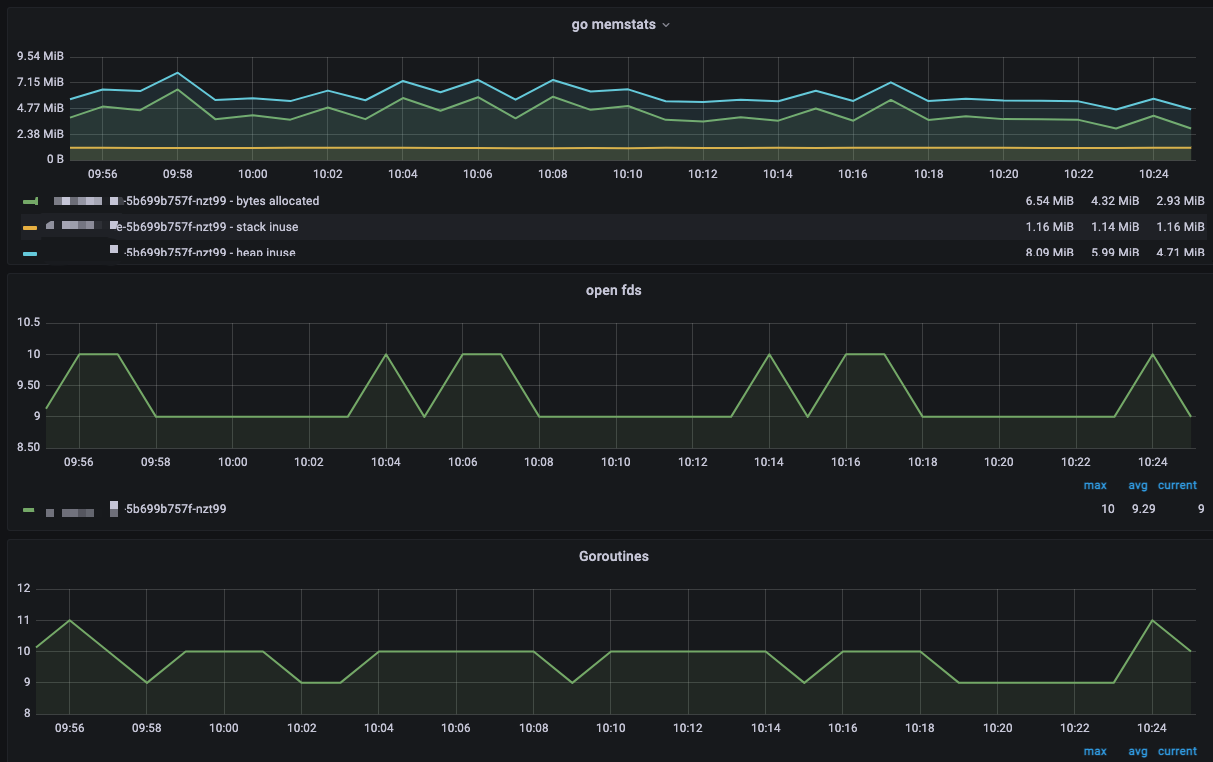 go memstats
9.54 MiB
7.15 MiB
4.77 MiB
2.38 MiB
0 B
09:56 09:58 10:00 10:02 10:04 10:06 10:08 10:10 10:12 10:14 10:16 10:18 10:20 10:22 10:24
-5b699b757f-nzt99 - bytes allocated 6.54 MiB 4.32 MiB 2.93 MiB
e-5b699b757f-nzt99 - stack inuse 1.16 MiB 1.14 MiB 1.16 MiB
-5b699b757f-nzt99 - heap inuse 8.09 MiB 5.99 MiB 4.71 MiB
open fds
10.5
10
9.50
9
8.50
09:56 09:58 10:00 10:02 10:04 10:06 10:08 10:10 10:12 10:14 10:16 10:18 10:20 10:22 10:24
max avg current
-5b699b757f-nzt99 10 9.29 9
Goroutines
12
11
10
9
8
09:56 09:58 10:00 10:02 10:04 10:06 10:08 10:10 10:12 10:14 10:16 10:18 10:20 10:22 10:24
max avg current